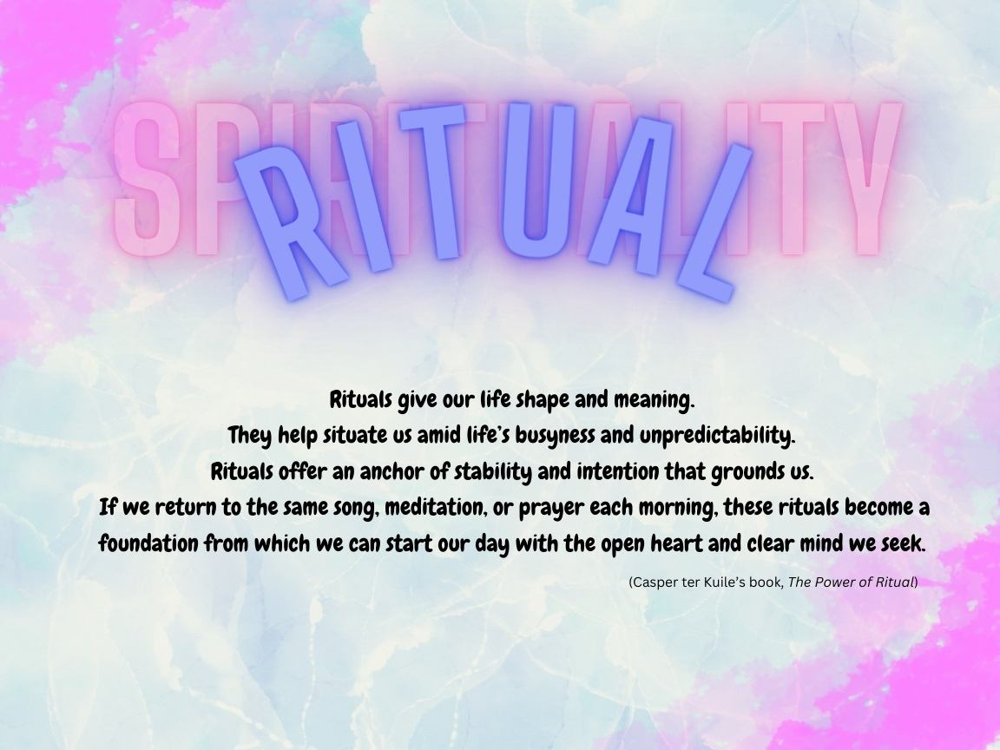 SPIRITUALITY
RITUAL
Rituals give our life shape and meaning.
They help situate us amid life's busyness and unpredictability.
Rituals offer an anchor of stability and intention that grounds us.
If we return to the same song, meditation, or prayer each morning, these rituals become a
foundation from which we can start our day with the open heart and clear mind we seek.
(Casper ter Kuile's book, The Power of Ritual)